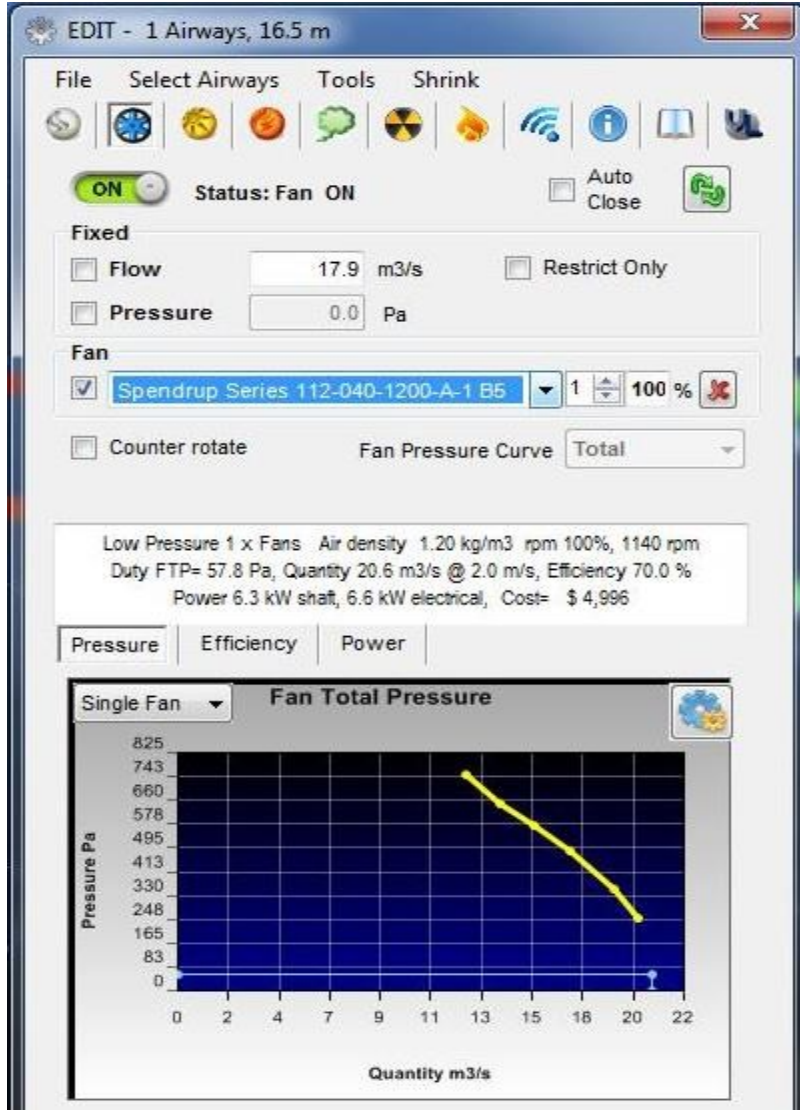 EDIT - 1 Airways, 16.5 m
File Select Airways Tools Shrink
ON Status: Fan ON Auto Close
Fixed
Flow 17.9 m3/s Restrict Only
Pressure 0.0 Pa
Fan
Spendrup Series 112-040-1200-A-1 B5 1 100 %
Counter rotate Fan Pressure Curve Total
Low Pressure 1 x Fans Air density 1.20 kg/m3 rpm 100%, 1140 rpm
Duty FTP= 57.8 Pa, Quantity 20.6 m3/s @ 2.0 m/s, Efficiency 70.0 %
Power 6.3 kW shaft, 6.6 kW electrical, Cost= $ 4,996
Pressure Efficiency Power
Single Fan Fan Total Pressure
825
743
660
578
495
413
330
248
165
83
0
Pressure Pa
0 2 4 7 9 11 13 15 18 20 22
Quantity m3/s